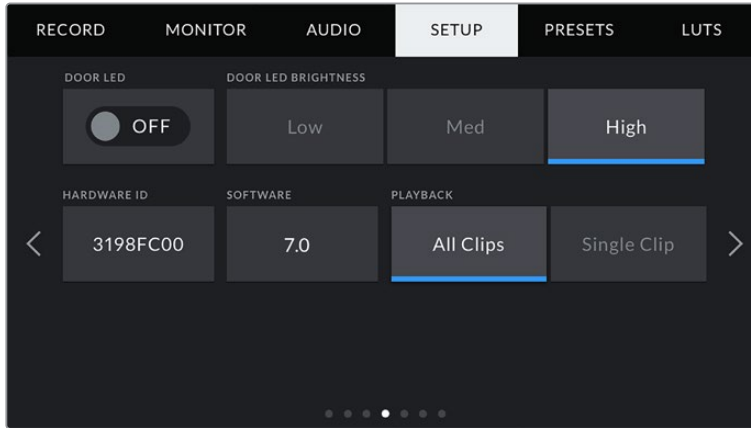 RECORD MONITOR AUDIO SETUP PRESETS LUTS
DOOR LED DOOR LED BRIGHTNESS
OFF Low Med High
HARDWARE ID SOFTWARE PLAYBACK
3198FC00 7.0 All Clips Single Clip